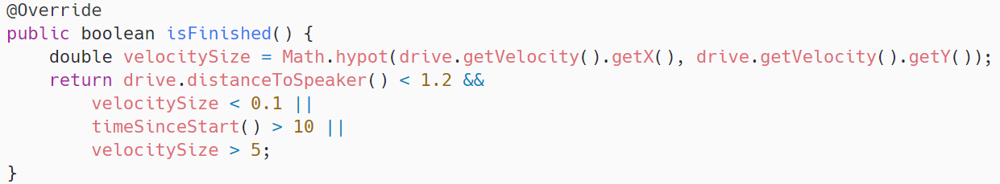 @Override
public boolean isFinished() {
    double velocitySize = Math.hypot(drive.getVelocity().getX(), drive.getVelocity().getY());
    return drive.distanceToSpeaker() < 1.2 &&
        velocitySize < 0.1 ||
        timeSinceStart() > 10 ||
        velocitySize > 5;
}